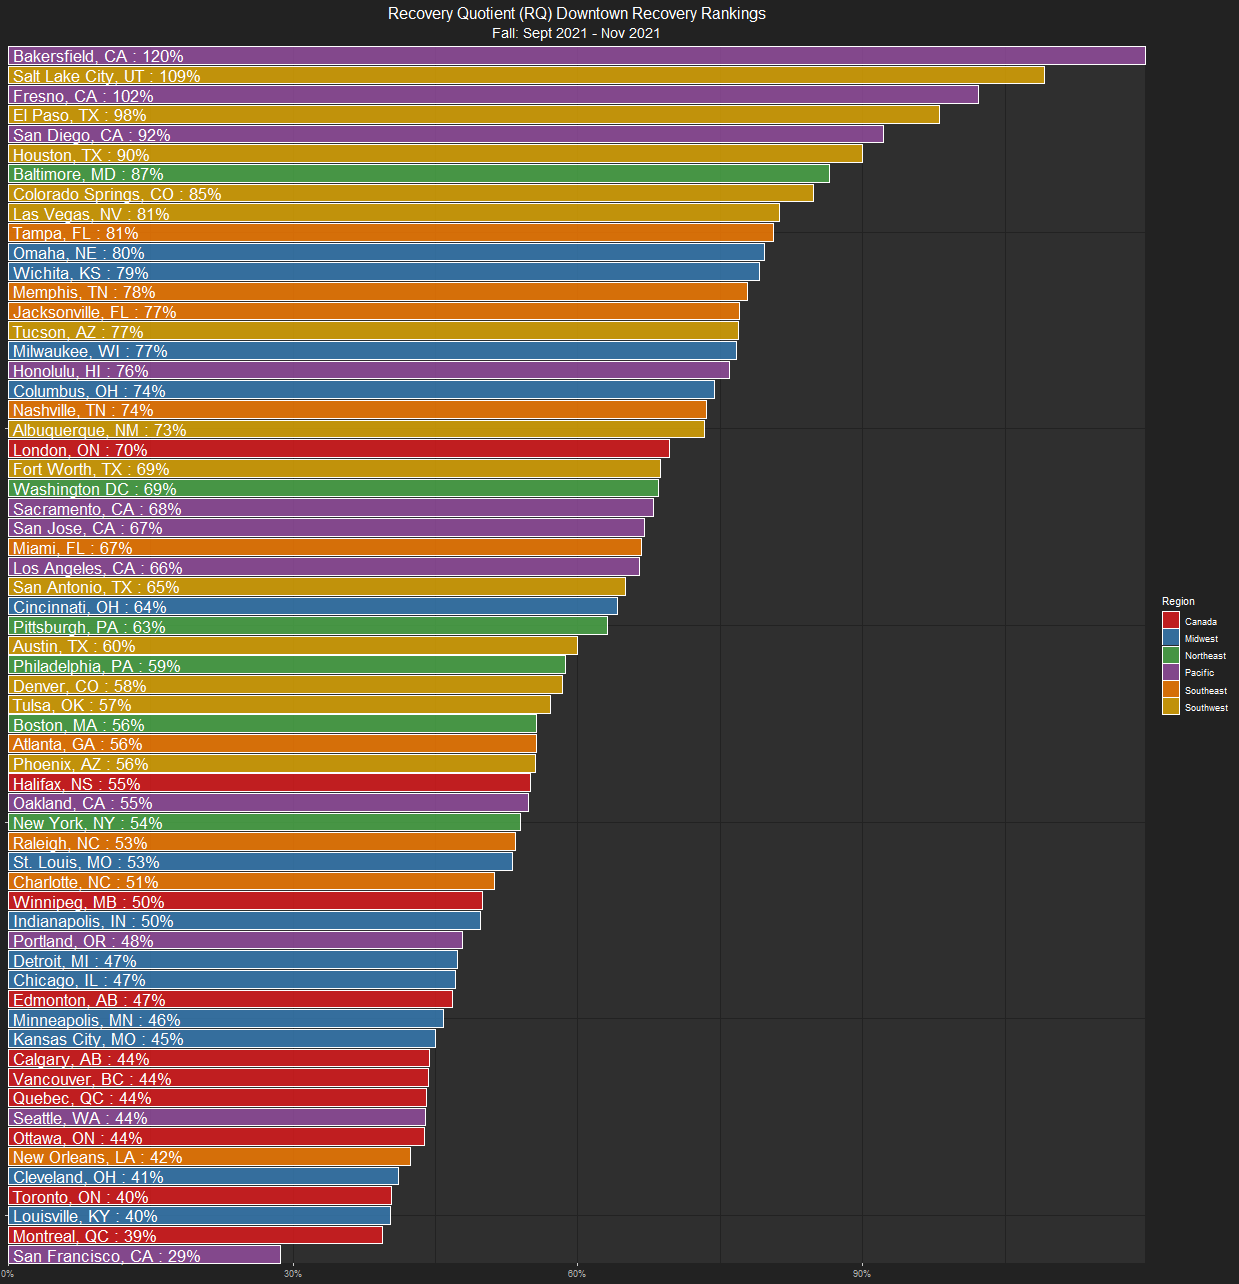 Recovery Quotient (RQ) Downtown Recovery Rankings
Fall: Sept 2021 - Nov 2021
Bakersfield, CA : 120%
Salt Lake City, UT : 109%
Fresno, CA : 102%
El Paso, TX : 98%
San Diego, CA : 92%
Houston, TX : 90%
Baltimore, MD : 87%
Colorado Springs, CO : 85%
Las Vegas, NV : 81%
Tampa, FL : 81%
Omaha, NE : 80%
Wichita, KS : 79%
Memphis, TN : 78%
Jacksonville, FL : 77%
Tucson, AZ : 77%
Milwaukee, WI : 77%
Honolulu, HI : 76%
Columbus, OH : 74%
Nashville, TN : 74%
Albuquerque, NM : 73%
London, ON : 70%
Fort Worth, TX : 69%
Washington DC : 69%
Sacramento, CA : 68%
San Jose, CA : 67%
Miami, FL : 67%
Los Angeles, CA : 66%
San Antonio, TX : 65%
Cincinnati, OH : 64%
Pittsburgh, PA : 63%
Austin, TX : 60%
Philadelphia, PA : 59%
Denver, CO : 58%
Tulsa, OK : 57%
Boston, MA : 56%
Atlanta, GA : 56%
Phoenix, AZ : 56%
Halifax, NS : 55%
Oakland, CA : 55%
New York, NY : 54%
Raleigh, NC : 53%
St. Louis, MO : 53%
Charlotte, NC : 51%
Winnipeg, MB : 50%
Indianapolis, IN : 50%
Portland, OR : 48%
Detroit, MI : 47%
Chicago, IL : 47%
Edmonton, AB : 47%
Minneapolis, MN : 46%
Kansas City, MO : 45%
Calgary, AB : 44%
Vancouver, BC : 44%
Quebec, QC : 44%
Seattle, WA : 44%
Ottawa, ON : 44%
New Orleans, LA : 42%
Cleveland, OH : 41%
Toronto, ON : 40%
Louisville, KY : 40%
Montreal, QC : 39%
San Francisco, CA : 29%
0%
30%
60%
90%
Region
Canada
Midwest
Northeast
Pacific
Southeast
Southwest